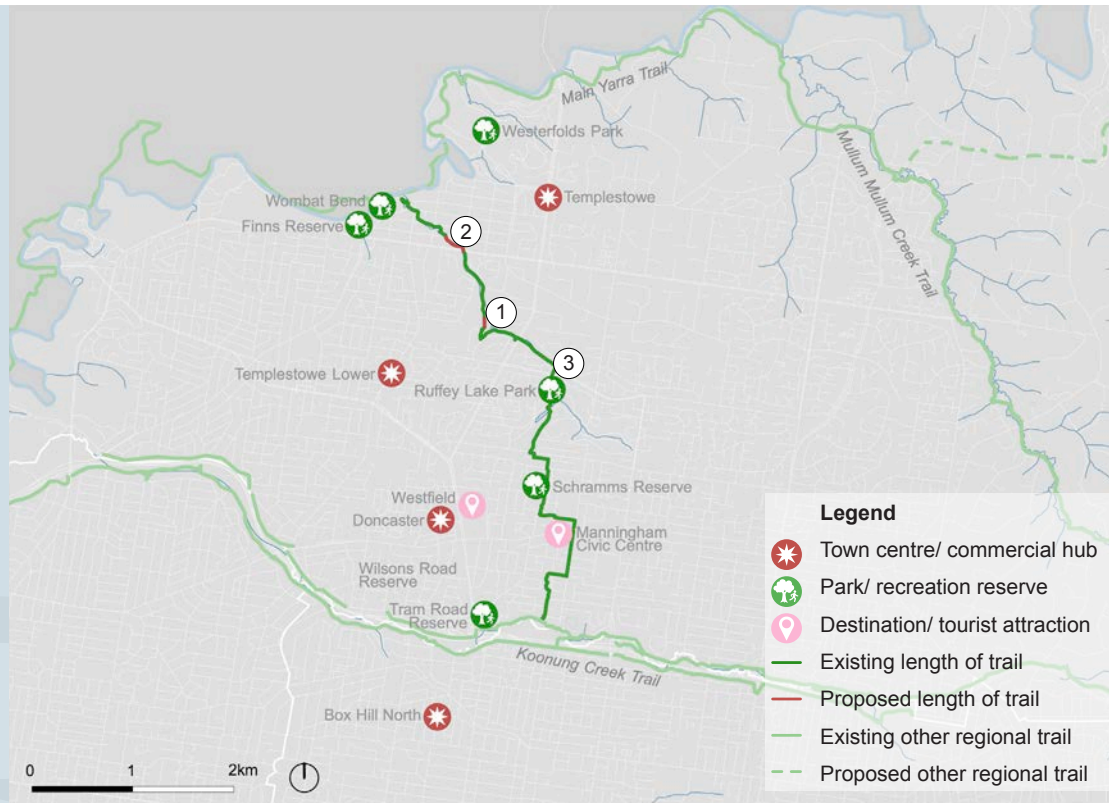 Main Yarra Trail
Westerfolds Park
Mullum Mullum Creek Trail
Wombat Bend
Templestowe
Finns Reserve
2
1
3
Templestowe Lower
Ruffey Lake Park
Schramms Reserve
Westfield
Doncaster
Manningham
Civic Centre
Wilsons Road
Reserve
Tram Road
Reserve
Koonung Creek Trail
Box Hill North
0 1 2km
Legend
Town centre/ commercial hub
Park/ recreation reserve
Destination/ tourist attraction
Existing length of trail
Proposed length of trail
Existing other regional trail
Proposed other regional trail